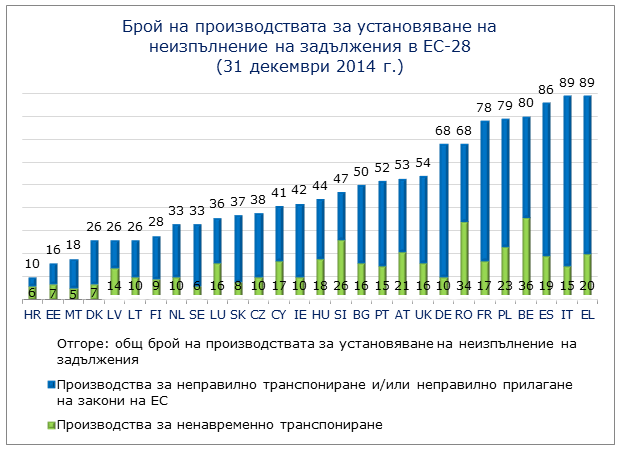 Брой на производствата за установяване на
неизпълнение на задължения в ЕС-28
(31 декември 2014 г.)
10 16 18 26 26 26 28 33 33 36 37 38 41 42 44 47 50 52 53 54 68 68 78 79 80 86 89 89
6 7 5 7 14 10 9 10 6 16 8 10 17 10 18 26 16 15 21 16 10 34 17 23 36 19 15 20
HR EE MT DK LV LT FI NL SE LU SK CZ CY IE HU SI BG PT AT UK DE RO FR PL BE ES IT EL
Отгоре: общ брой на производствата за установяване на неизпълнение на
задължения
Производства за неправилно транспониране и/или неправилно прилагане
на закони на ЕС
Производства за ненавременно транспониране